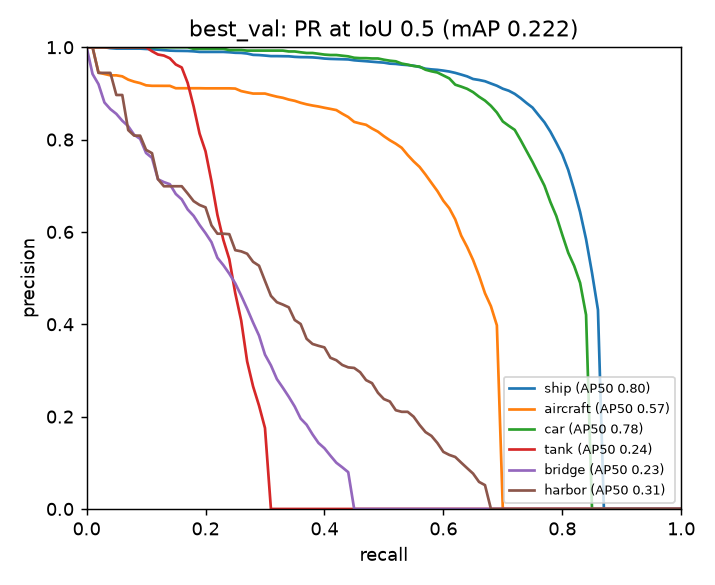 best_val: PR at IoU 0.5 (mAP 0.222)
precision
1.0
0.8
0.6
0.4
0.2
0.0
ship (AP50 0.80)
aircraft (AP50 0.57)
car (AP50 0.78)
tank (AP50 0.24)
bridge (AP50 0.23)
harbor (AP50 0.31)
0.0 0.2 0.4 0.6 0.8 1.0
recall